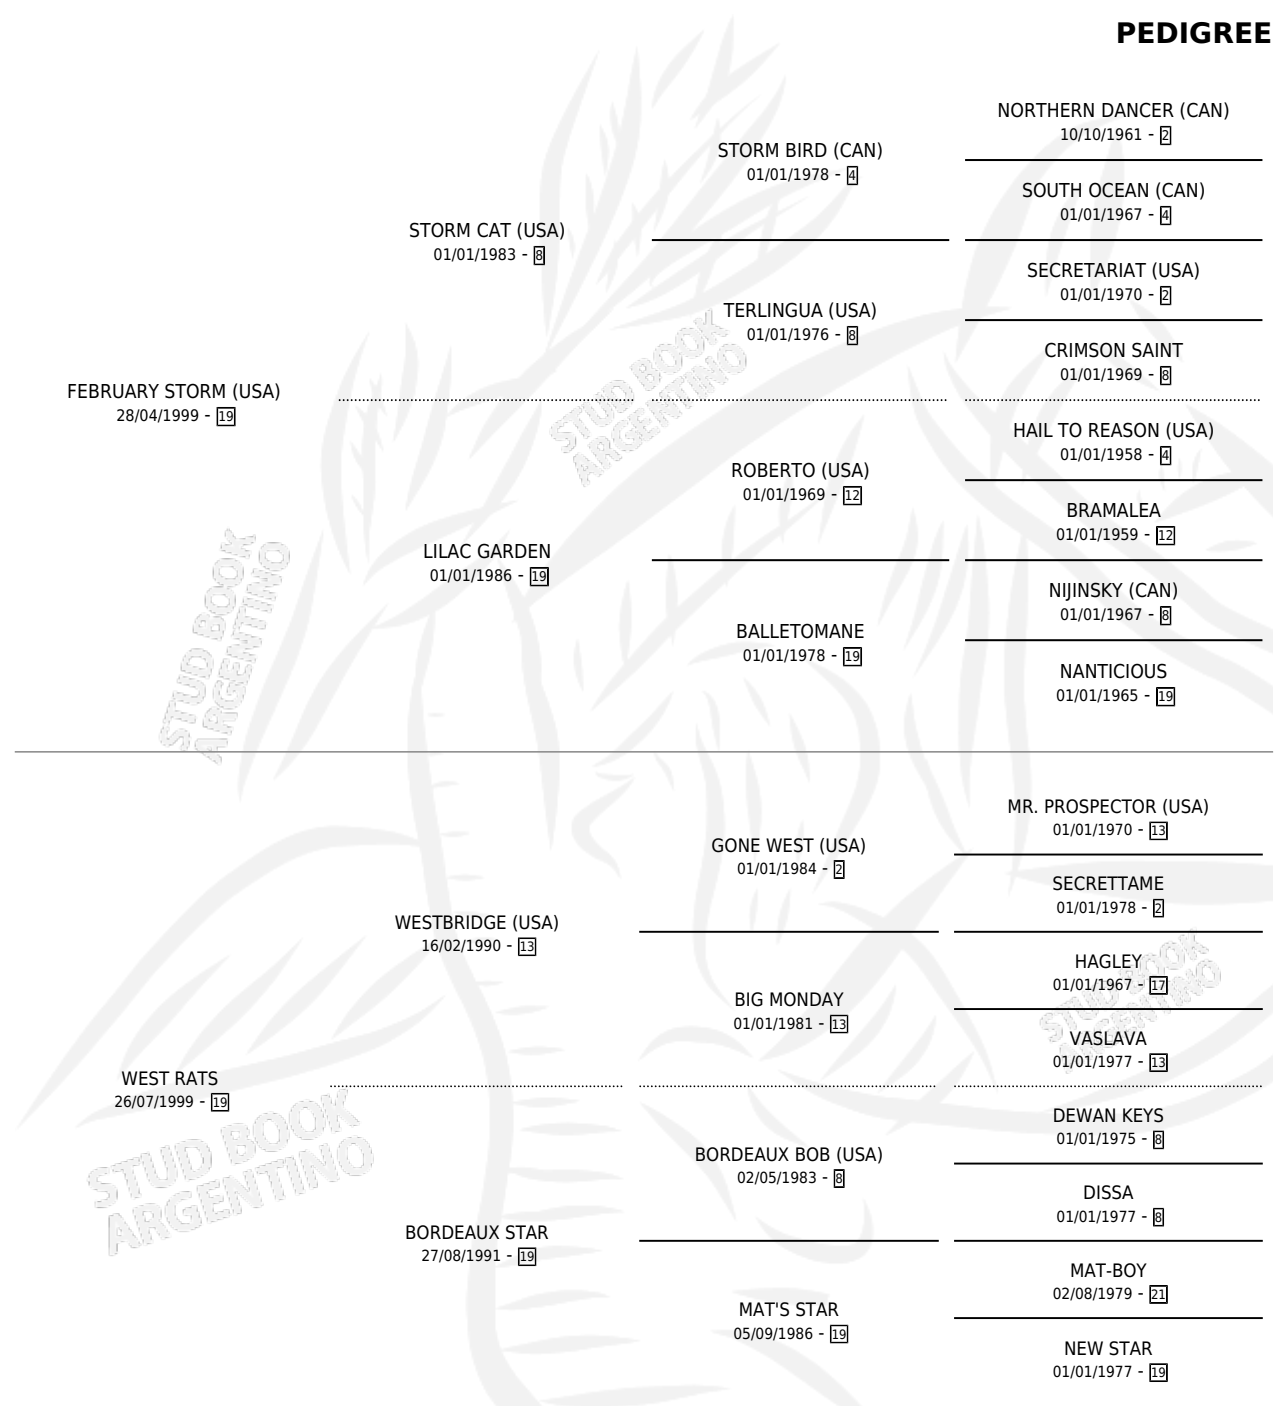 PEDIGREE
NORTHERN DANCER (CAN)
10/10/1961 - 2
STORM BIRD (CAN)
01/01/1978 - 4
SOUTH OCEAN (CAN)
01/01/1967 - 4
STORM CAT (USA)
01/01/1983 - 8
SECRETARIAT (USA)
01/01/1970 - 2
TERLINGUA (USA)
01/01/1976 - 8
CRIMSON SAINT
01/01/1969 - 8
FEBRUARY STORM (USA)
28/04/1999 - 19
HAIL TO REASON (USA)
01/01/1958 - 4
ROBERTO (USA)
01/01/1969 - 12
BRAMALEA
01/01/1959 - 12
LILAC GARDEN
01/01/1986 - 19
NIJINSKY (CAN)
01/01/1967 - 8
BALLETOMANE
01/01/1978 - 19
NANTICIOUS
01/01/1965 - 19
MR. PROSPECTOR (USA)
01/01/1970 - 13
GONE WEST (USA)
01/01/1984 - 2
SECRETTAME
01/01/1978 - 2
WESTBRIDGE (USA)
16/02/1990 - 13
HAGLEY
01/01/1967 - 17
BIG MONDAY
01/01/1981 - 13
VASLAVA
01/01/1977 - 13
WEST RATS
26/07/1999 - 19
DEWAN KEYS
01/01/1975 - 8
BORDEAUX BOB (USA)
02/05/1983 - 8
DISSA
01/01/1977 - 8
BORDEAUX STAR
27/08/1991 - 19
MAT-BOY
02/08/1979 - 21
MAT'S STAR
05/09/1986 - 19
NEW STAR
01/01/1977 - 19
STUD BOOK
ARGENTINO
STUD BOOK
ARGENTINO
STUD BOOK
ARGENTINO
STUD BOOK
ARGENTINO